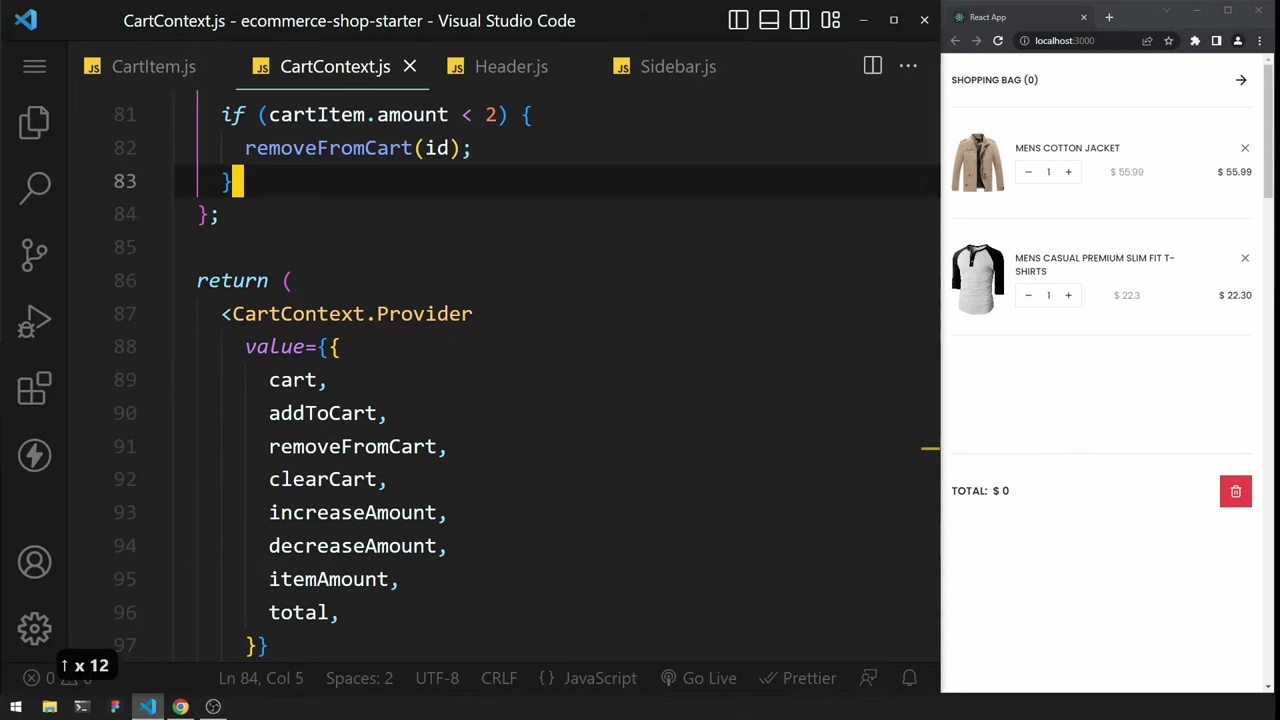 CartContext.js - ecommerce-shop-starter - Visual Studio Code
CartItem.js
CartContext.js
Header.js
Sidebar.js
81 if (cartItem.amount < 2) {
82 removeFromCart(id);
83 }
84 };
85
86 return (
87 <CartContext.Provider
88 value={{
89 cart,
90 addToCart,
91 removeFromCart,
92 clearCart,
93 increaseAmount,
94 decreaseAmount,
95 itemAmount,
96 total,
97 }}
↑ x 12
0
Ln 84, Col 5
Spaces: 2
UTF-8
CRLF
{} JavaScript
Go Live
Prettier
React App
localhost:3000
SHOPPING BAG (0)
MENS COTTON JACKET
− 1 +
$ 55.99
$ 55.99
MENS CASUAL PREMIUM SLIM FIT T-
SHIRTS
− 1 +
$ 22.3
$ 22.30
TOTAL: $ 0